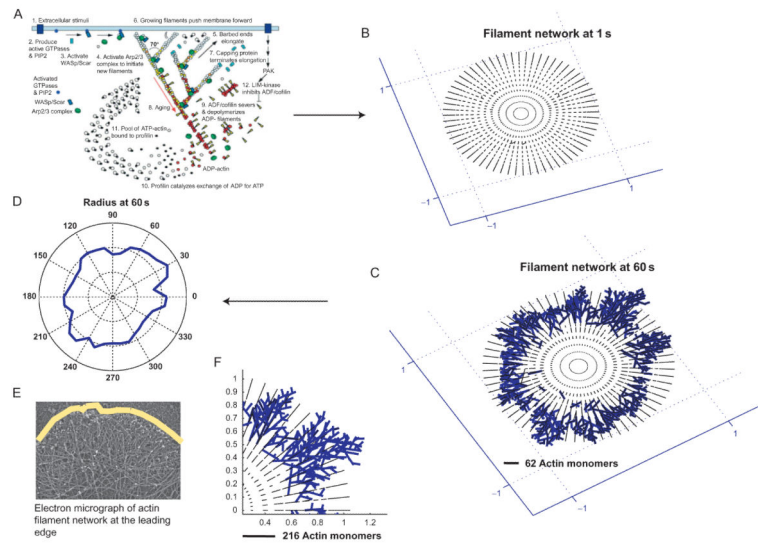 A
1. Extracellular stimuli
6. Growing filaments push membrane forward
2. Produce
active GTPases
& PIP2
3. Activate
WASp/Scar
4. Activate Arp2/3
complex to initiate
new filaments
70°
5. Barbed ends
elongate
7. Capping protein
terminates elongation
PAK
12. LIM-kinase
inhibits ADF/cofilin
Activated
GTPases
& PIP2
WASp/Scar
Arp2/3 complex
8. Aging
9. ADF/cofilin severs
& depolymerizes
ADP- filaments
11. Pool of ATP-actin
bound to profilin
ADP-actin
10. Profilin catalyzes exchange of ADP for ATP
B
Filament network at 1 s
1
1
−1
−1
D
Radius at 60 s
90
120
60
150
30
180
0
210
330
240
300
270
C
Filament network at 60 s
1
1
−1
−1
62 Actin monomers
E
Electron micrograph of actin
filament network at the leading
edge
F
1
0.9
0.8
0.7
0.6
0.5
0.4
0.3
0.2
0.1
0
0.4 0.6 0.8 1 1.2
216 Actin monomers